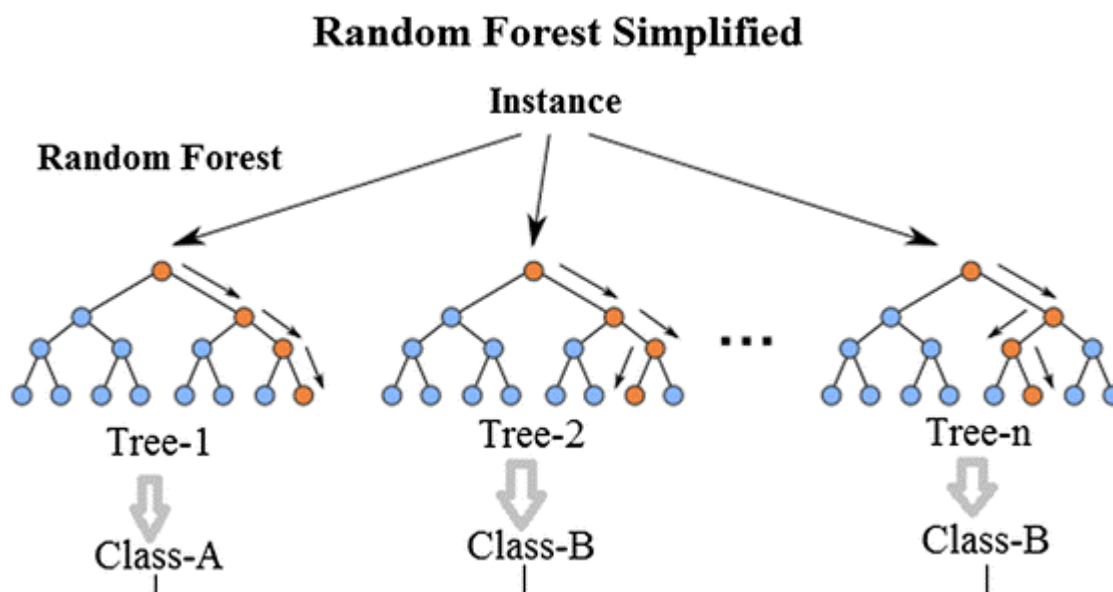 Random Forest Simplified
Instance
Random Forest
...
Tree-1
Tree-2
Tree-n
Class-A
Class-B
Class-B